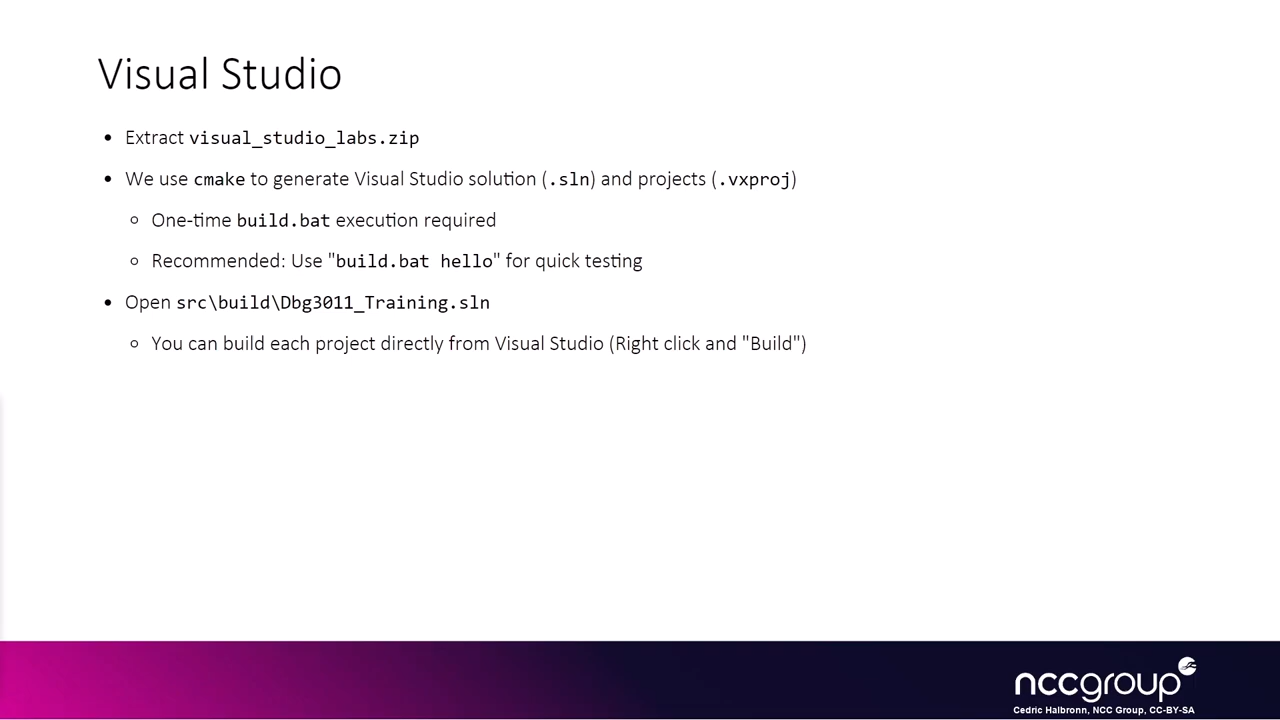 Visual Studio
• Extract visual_studio_labs.zip
• We use cmake to generate Visual Studio solution (.sln) and projects (.vxproj)
○ One-time build.bat execution required
○ Recommended: Use "build.bat hello" for quick testing
• Open src\build\Dbg3011_Training.sln
○ You can build each project directly from Visual Studio (Right click and "Build")
nccgroup
Cedric Halbronn, NCC Group, CC-BY-SA